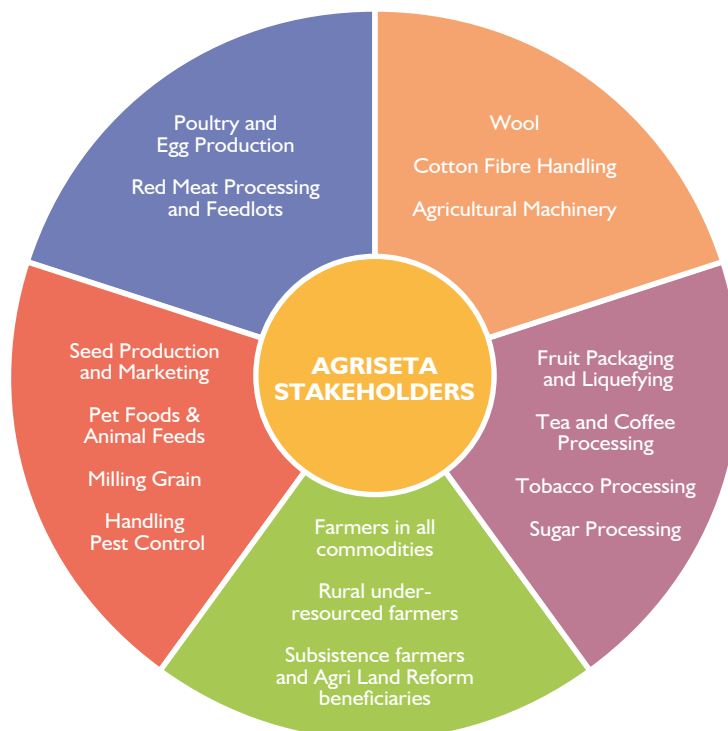 Poultry and
Egg Production
Red Meat Processing
and Feedlots
Wool
Cotton Fibre Handling
Agricultural Machinery
AGRISETA
STAKEHOLDERS
Seed Production
and Marketing
Pet Foods &
Animal Feeds
Milling Grain
Handling
Pest Control
Fruit Packaging
and Liquefying
Tea and Coffee
Processing
Tobacco Processing
Sugar Processing
Farmers in all
commodities
Rural under-
resourced farmers
Subsistence farmers
and Agri Land Reform
beneficiaries